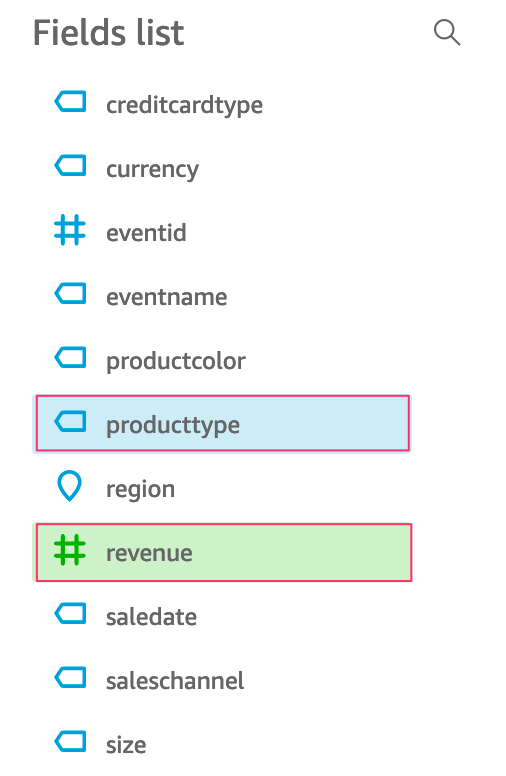 Fields list
creditcardtype
currency
eventid
eventname
productcolor
producttype
region
revenue
saledate
saleschannel
size